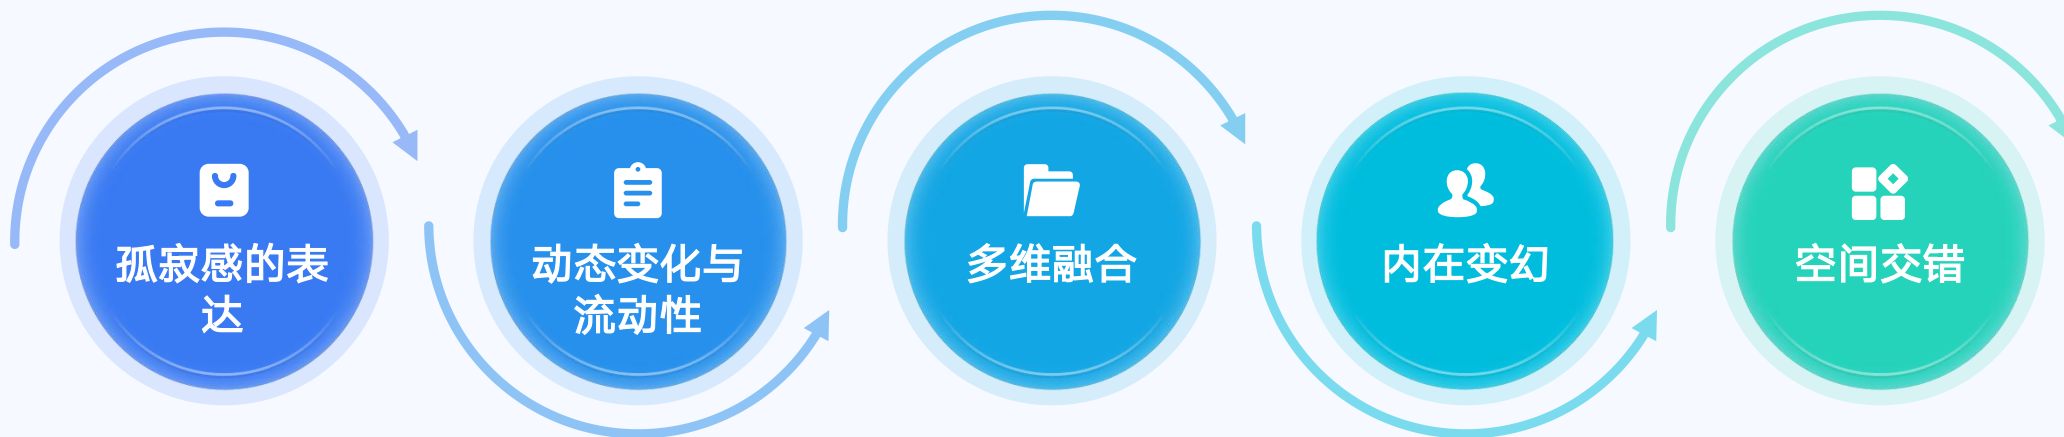 孤寂感的表
达
动态变化与
流动性
多维融合
内在变幻
空间交错